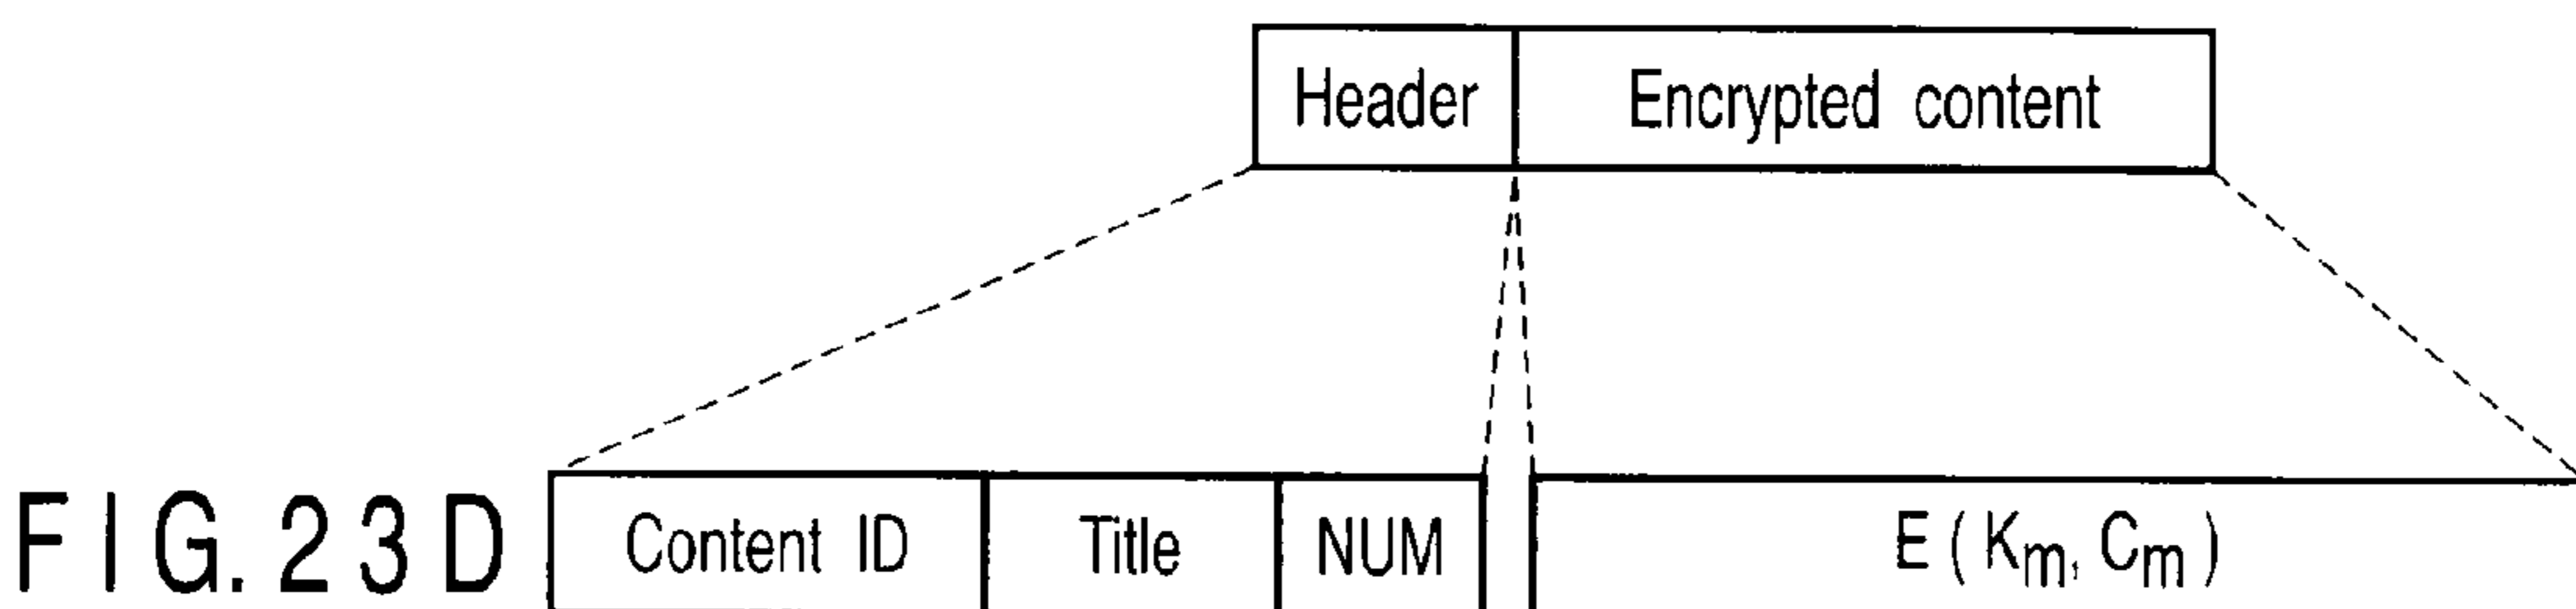 Header Encrypted content
FIG. 23D Content ID Title NUM E ( Km, Cm )